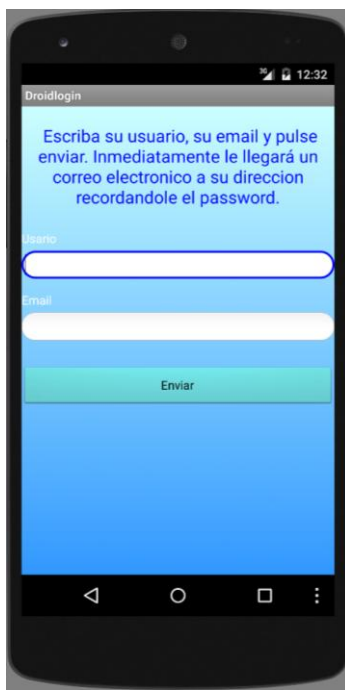 3G 12:32
Droidlogin
Escriba su usuario, su email y pulse
enviar. Inmediatamente le llegará un
correo electronico a su direccion
recordandole el password.
Usario
Email
Enviar